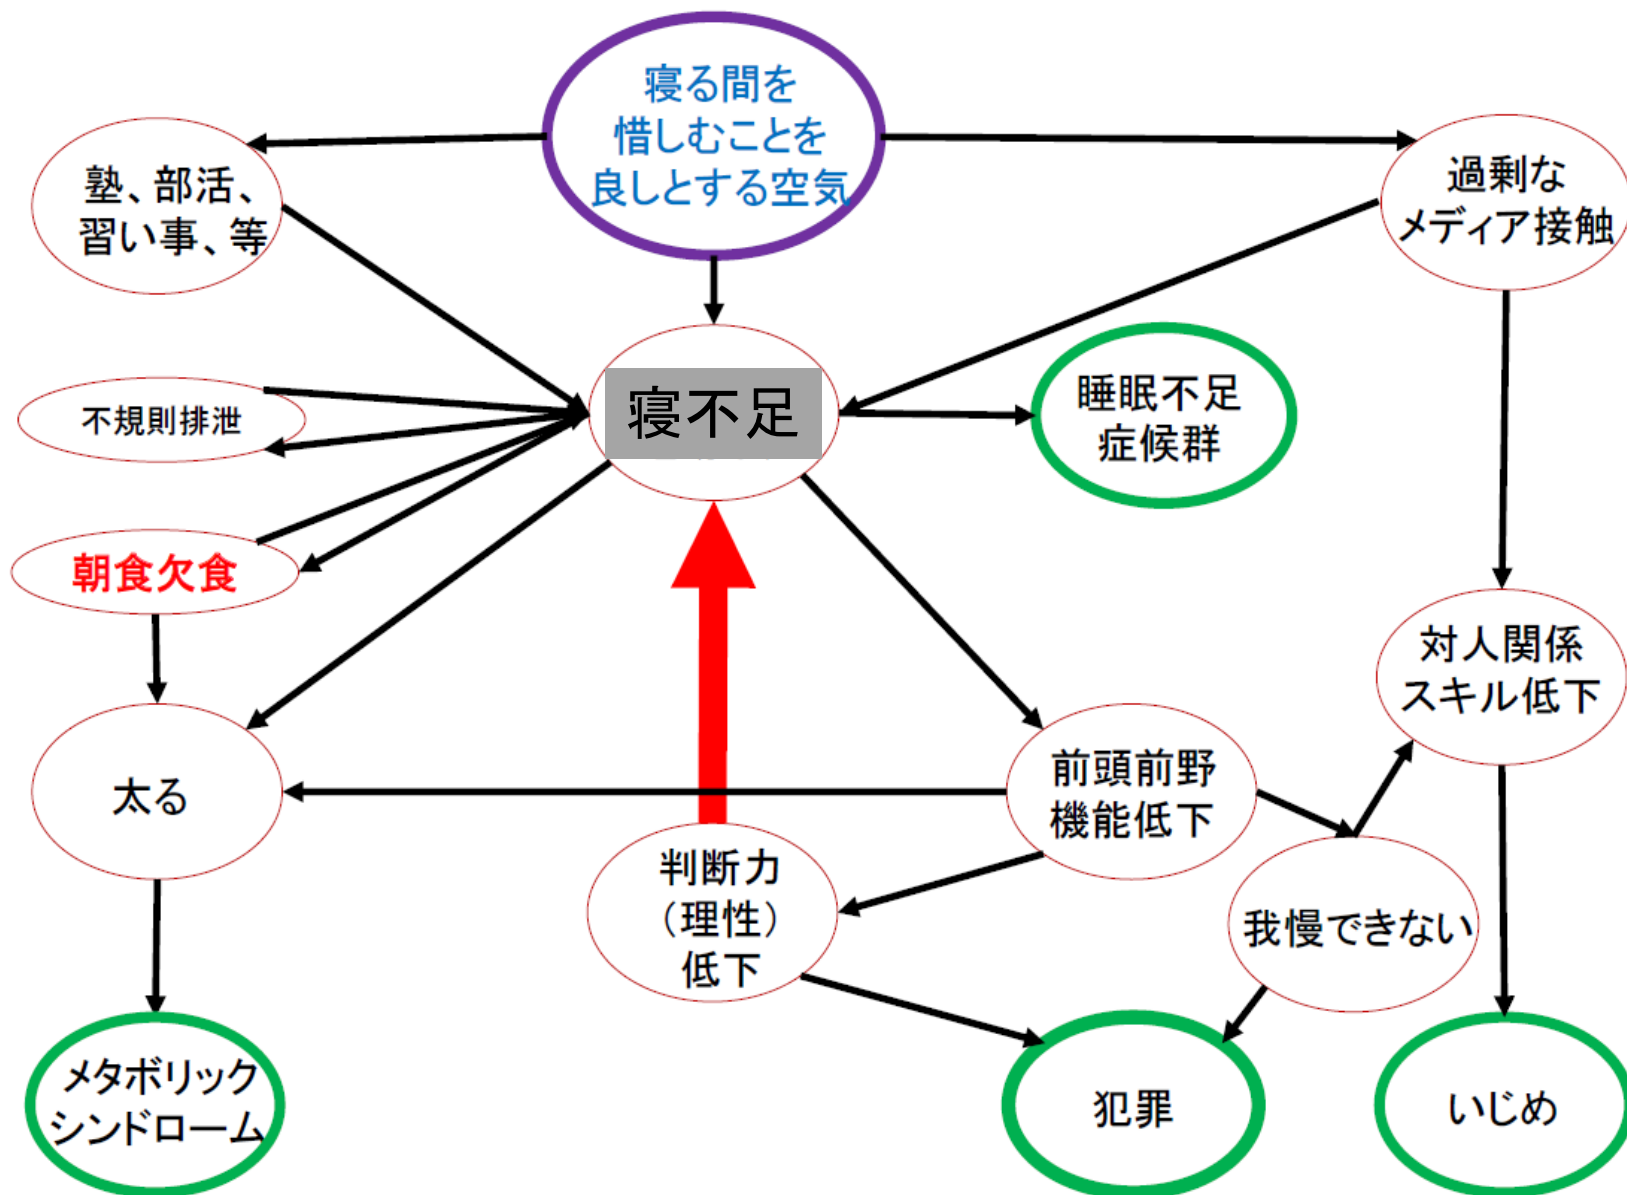 寝る間を
惜しむことを
良しとする空気
塾、部活、
習い事、等
過剰な
メディア接触
寝不足
睡眠不足
症候群
不規則排泄
朝食欠食
対人関係
スキル低下
太る
前頭前野
機能低下
判断力
（理性）
低下
我慢できない
メタボリック
シンドローム
犯罪
いじめ